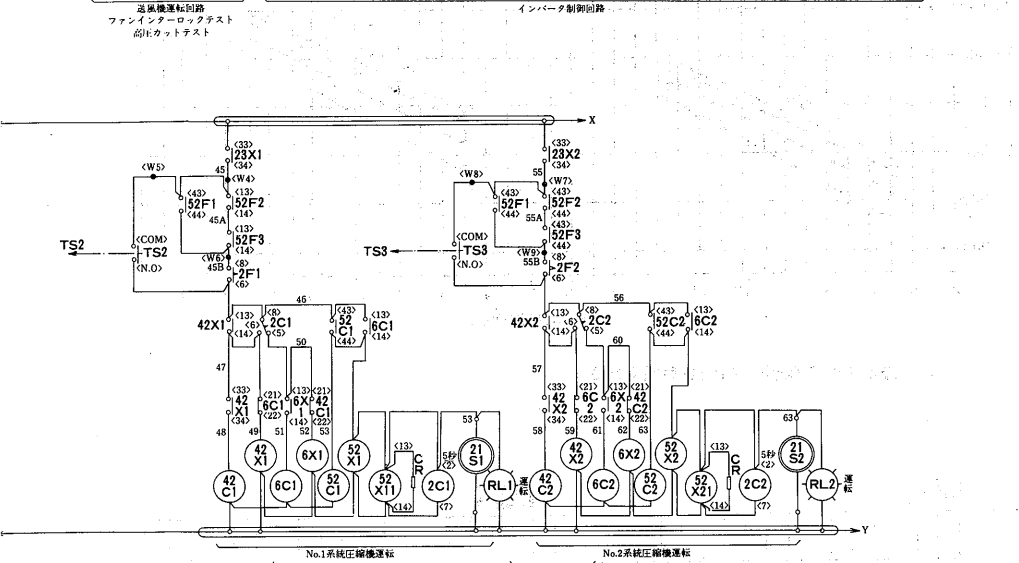 送風機運転回路
ファンインターロックテスト
高圧カットテスト
インバータ制御回路
X
<33>
23X1
<34>
45
<W5>
<W4>
<43>
52F1
<44>
<13>
52F2
<14>
45A
<13>
52F3
<14>
<COM>
TS2
TS2
<N.O>
<W6>
45B
<8>
2F1
<6>
46
42X1
<13>
<14>
<6>
<8>
2C1
<5>
<43>
52
C1
<44>
<13>
6C1
<14>
50
47
<33>
42
X1
<34>
<21>
6C1
<22>
<13>
6X
1
<14>
<21>
42
C1
<22>
48
49
51
52
53
42
X1
6X1
52
X1
42
C1
6C1
52
C1
52
X11
<13>
CR
<14>
5秒
<2>
2C1
<7>
53
21
S1
RL1
運転
No.1系統圧縮機運転
<33>
23X2
<34>
55
<W8>
<W7>
<43>
52F1
<44>
<43>
52F2
<44>
55A
<43>
52F3
<44>
<COM>
TS3
TS3
<N.O>
<W9>
55B
<8>
2F2
<6>
56
42X2
<13>
<14>
<6>
<8>
2C2
<5>
<43>
52C2
<44>
<13>
6C2
<14>
60
57
<33>
42
X2
<34>
<21>
6C
2
<22>
<13>
6X
2
<14>
<21>
42
C2
<22>
58
59
61
62
63
42
X2
6X2
52
X2
42
C2
6C2
52
C2
52
X21
<13>
CR
<14>
5秒
<2>
2C2
<7>
63
21
S2
RL2
運転
Y
No.2系統圧縮機運転